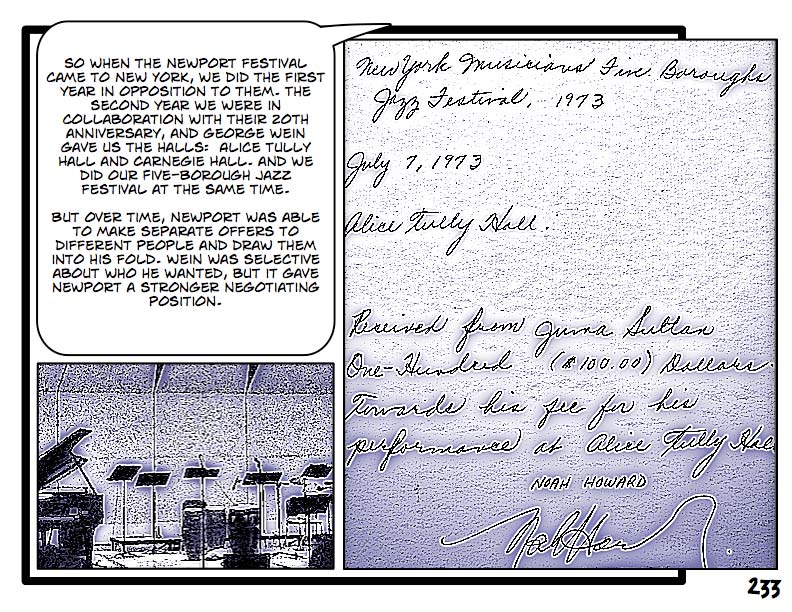 SO WHEN THE NEWPORT FESTIVAL
CAME TO NEW YORK, WE DID THE FIRST
YEAR IN OPPOSITION TO THEM. THE
SECOND YEAR WE WERE IN
COLLABORATION WITH THEIR 20TH
ANNIVERSARY, AND GEORGE WEIN
GAVE US THE HALLS: ALICE TULLY
HALL AND CARNEGIE HALL. AND WE
DID OUR FIVE-BOROUGH JAZZ
FESTIVAL AT THE SAME TIME.
BUT OVER TIME, NEWPORT WAS ABLE
TO MAKE SEPARATE OFFERS TO
DIFFERENT PEOPLE AND DRAW THEM
INTO HIS FOLD. WEIN WAS SELECTIVE
ABOUT WHO HE WANTED, BUT IT GAVE
NEWPORT A STRONGER NEGOTIATING
POSITION.
New York Musicians' Five Boroughs
Jazz Festival, 1973
July 7, 1973
Alice Tully Hall.
Received from Juma Sultan
One-Hundred ($100.00) Dollars.
Towards his fee for his
performance at Alice Tully Hall
NOAH HOWARD
Noah Howard
233